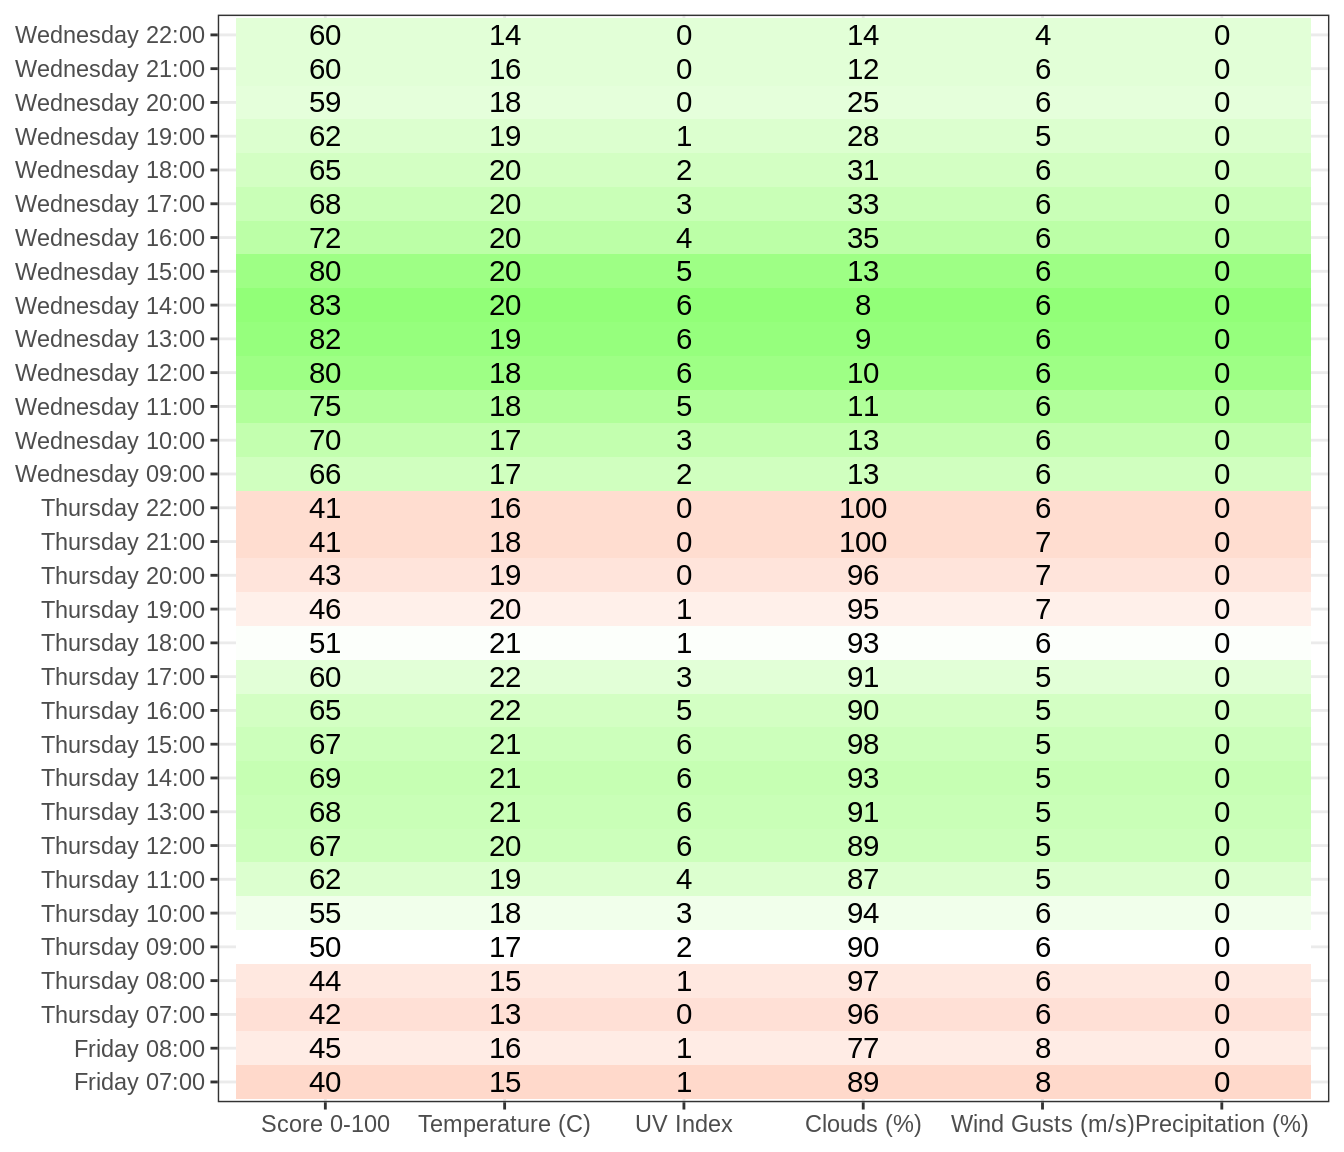 Wednesday 22:00 60 14 0 14 4 0
Wednesday 21:00 60 16 0 12 6 0
Wednesday 20:00 59 18 0 25 6 0
Wednesday 19:00 62 19 1 28 5 0
Wednesday 18:00 65 20 2 31 6 0
Wednesday 17:00 68 20 3 33 6 0
Wednesday 16:00 72 20 4 35 6 0
Wednesday 15:00 80 20 5 13 6 0
Wednesday 14:00 83 20 6 8 6 0
Wednesday 13:00 82 19 6 9 6 0
Wednesday 12:00 80 18 6 10 6 0
Wednesday 11:00 75 18 5 11 6 0
Wednesday 10:00 70 17 3 13 6 0
Wednesday 09:00 66 17 2 13 6 0
Thursday 22:00 41 16 0 100 6 0
Thursday 21:00 41 18 0 100 7 0
Thursday 20:00 43 19 0 96 7 0
Thursday 19:00 46 20 1 95 7 0
Thursday 18:00 51 21 1 93 6 0
Thursday 17:00 60 22 3 91 5 0
Thursday 16:00 65 22 5 90 5 0
Thursday 15:00 67 21 6 98 5 0
Thursday 14:00 69 21 6 93 5 0
Thursday 13:00 68 21 6 91 5 0
Thursday 12:00 67 20 6 89 5 0
Thursday 11:00 62 19 4 87 5 0
Thursday 10:00 55 18 3 94 6 0
Thursday 09:00 50 17 2 90 6 0
Thursday 08:00 44 15 1 97 6 0
Thursday 07:00 42 13 0 96 6 0
Friday 08:00 45 16 1 77 8 0
Friday 07:00 40 15 1 89 8 0
Score 0-100 Temperature (C) UV Index Clouds (%) Wind Gusts (m/s) Precipitation (%)